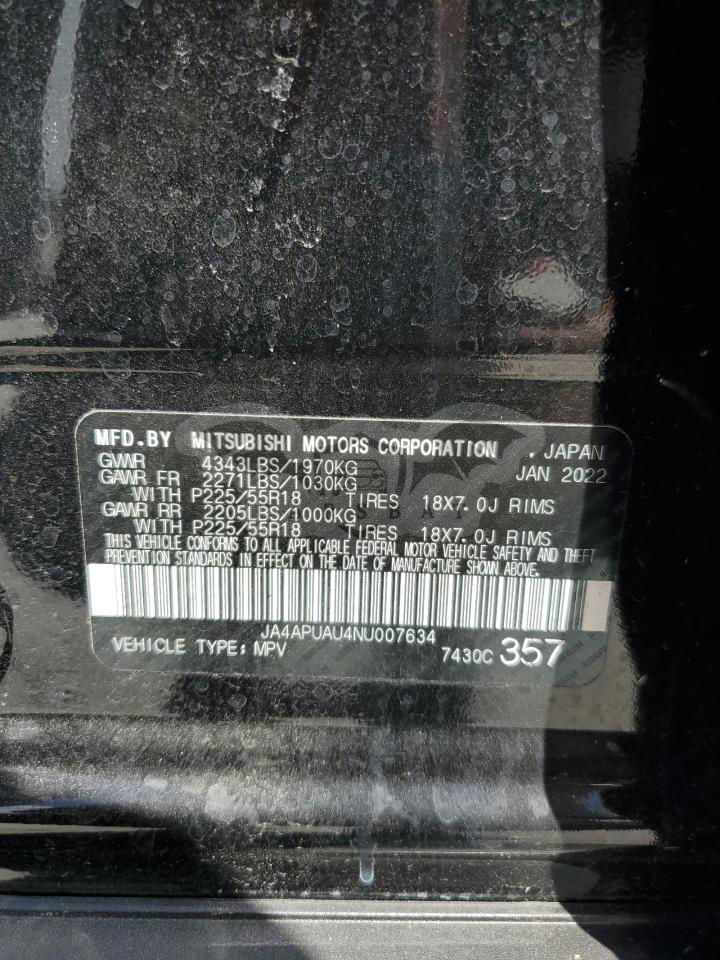 MFD.BY MITSUBISHI MOTORS CORPORATION . JAPAN
GVWR 4343LBS/1970KG JAN 2022
GAWR FR 2271LBS/1030KG
WITH P225/55R18 TIRES 18X7.0J RIMS
GAWR RR 2205LBS/1000KG
WITH P225/55R18 TIRES 18X7.0J RIMS
THIS VEHICLE CONFORMS TO ALL APPLICABLE FEDERAL MOTOR VEHICLE SAFETY AND THEFT
PREVENTION STANDARDS IN EFFECT ON THE DATE OF MANUFACTURE SHOWN ABOVE.
JA4APUAU4NU007634
VEHICLE TYPE: MPV 7430C 357